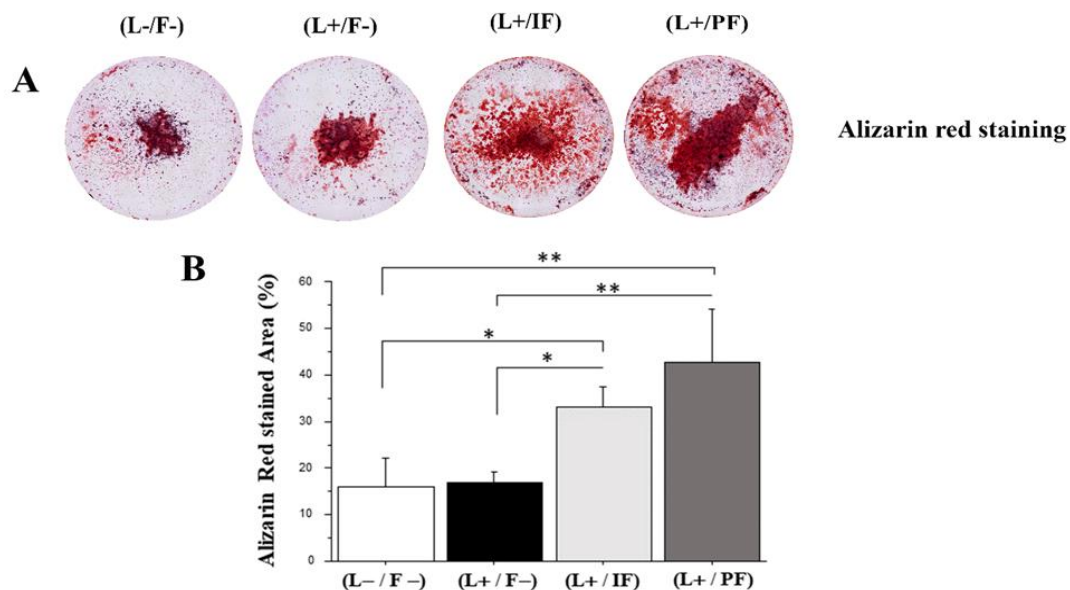 (L-/F-) (L+/F-) (L+/IF) (L+/PF)
A
Alizarin red staining
B
**
**
*
*
Alizarin Red stained Area (%)
60
50
40
30
20
10
0
(L– / F –) (L+ / F–) (L+ / IF) (L+ / PF)